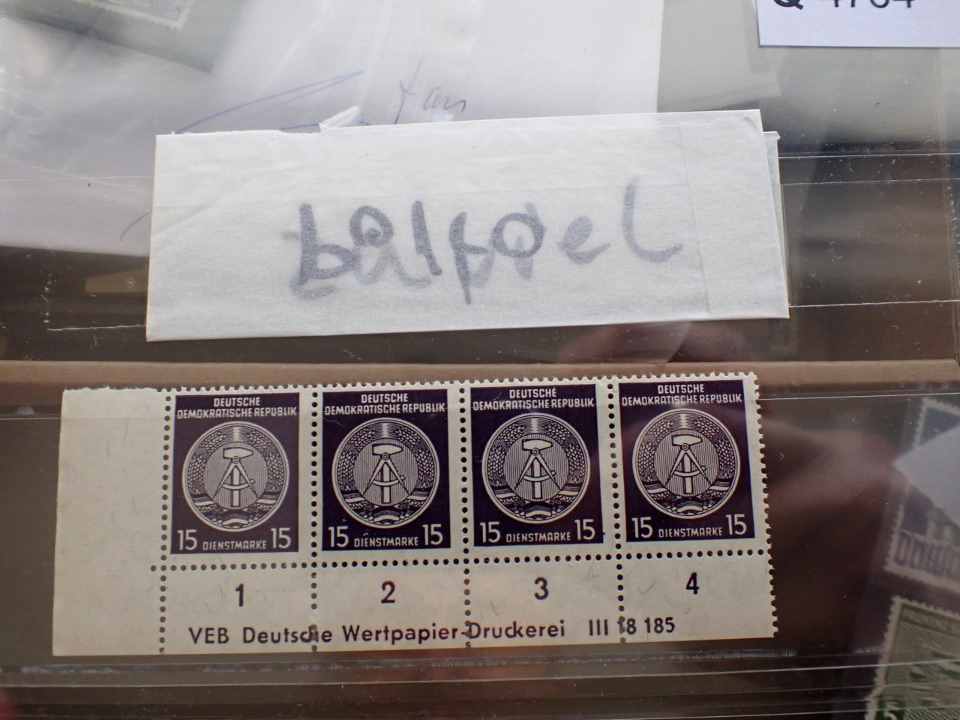 DEUTSCHE
DEMOKRATISCHE REPUBLIK
15 DIENSTMARKE 15
DEUTSCHE
DEMOKRATISCHE REPUBLIK
15 DIENSTMARKE 15
DEUTSCHE
DEMOKRATISCHE REPUBLIK
15 DIENSTMARKE 15
DEUTSCHE
DEMOKRATISCHE REPUBLIK
15 DIENSTMARKE 15
1 2 3 4
VEB Deutsche Wertpapier-Druckerei III 18 185